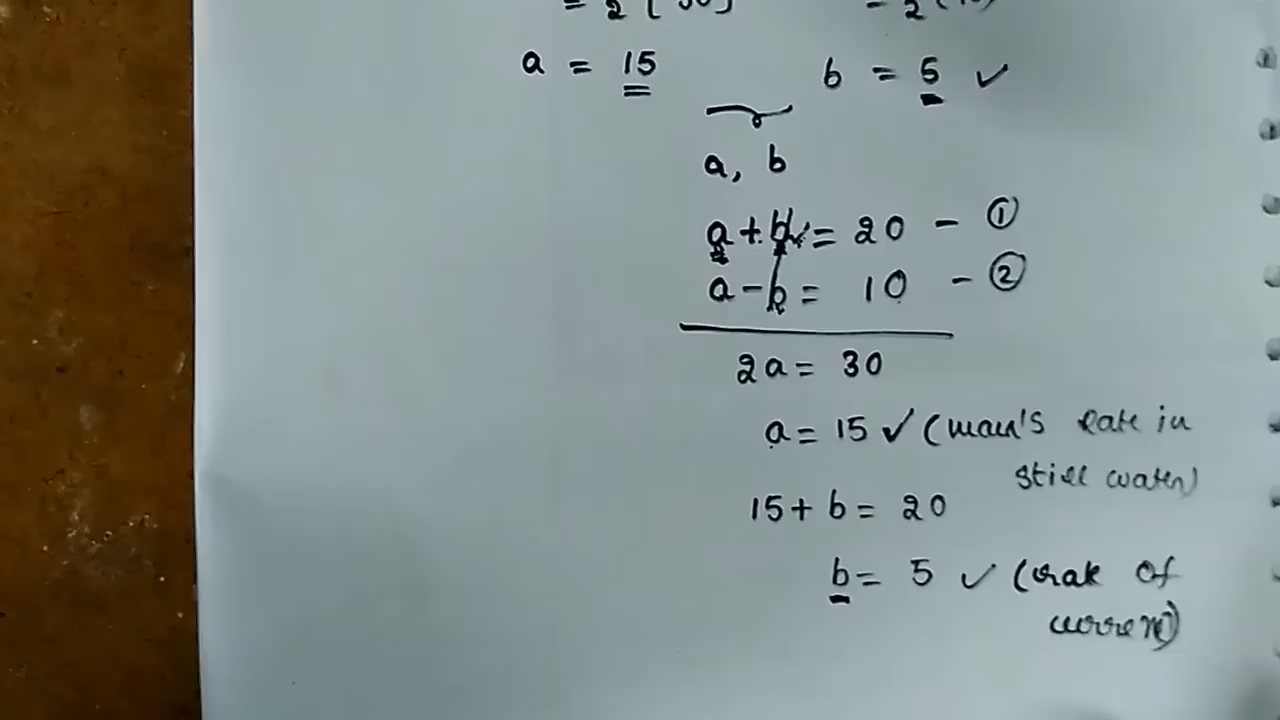 a = 15 b = 5 ✓
a, b
a + b = 20 - ①
a - b = 10 - ②
2a = 30
a = 15 ✓ (man's rate in
still water)
15 + b = 20
b = 5 ✓ (rate of
current)